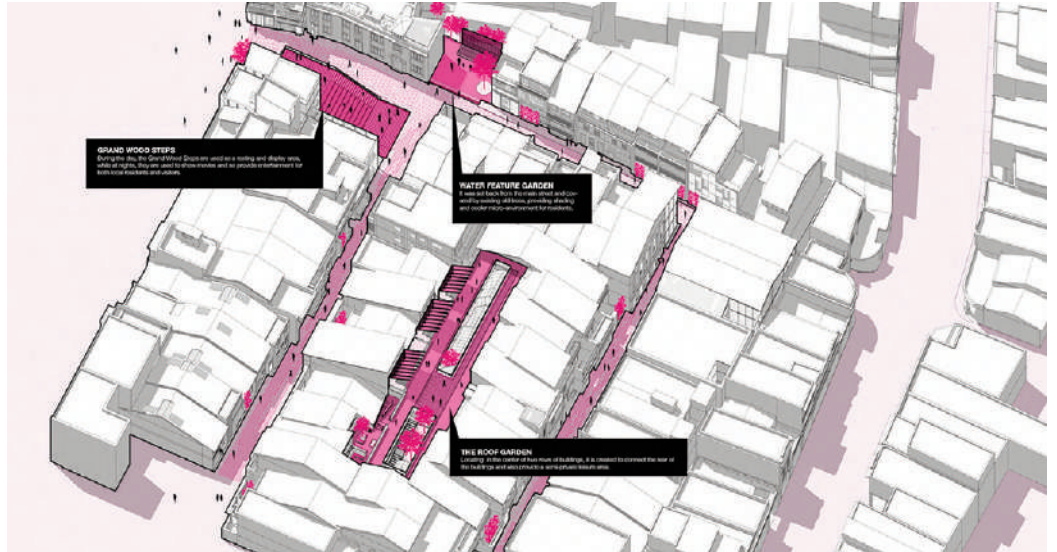 GRAND WOOD STEPS
During the day, the Grand Wood Steps are used as a resting and display area,
while at nights, they are used to show movies and so provide entertainment for
both local residents and visitors.
WATER FEATURE GARDEN
It was set back from the main street and cov-
ered by existing old trees, providing shading
and cooler micro-environment for residents.
THE ROOF GARDEN
Locating in the center of two rows of buildings, it is created to connect the rear of
the buildings and also provide a semi-private leisure area.